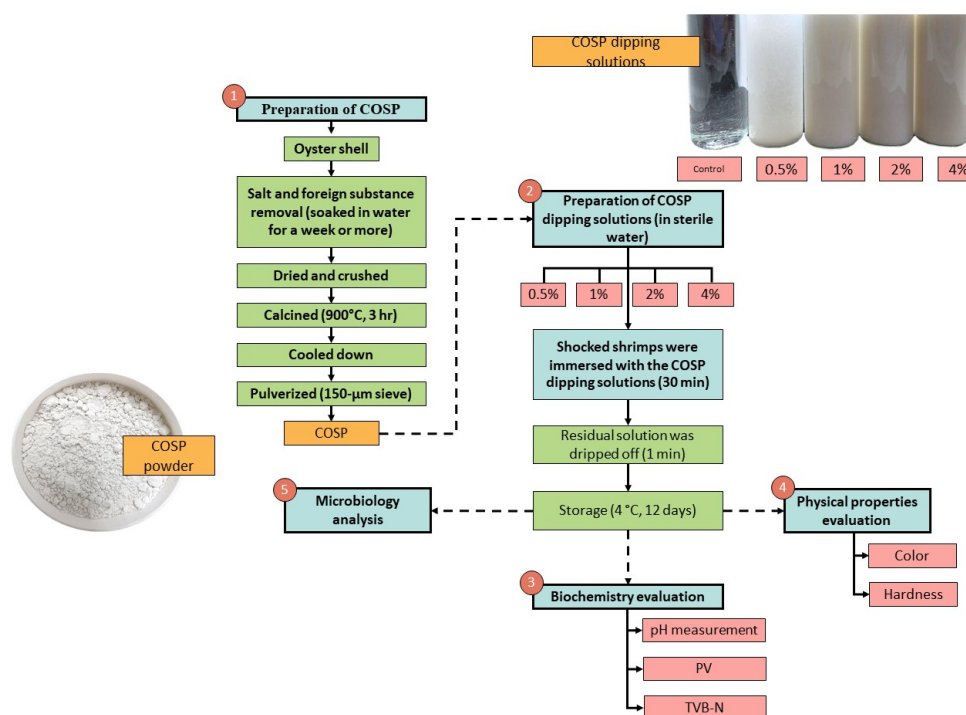 COSP dipping
solutions
Control
0.5%
1%
2%
4%
1
Preparation of COSP
Oyster shell
Salt and foreign substance
removal (soaked in water
for a week or more)
Dried and crushed
Calcined (900°C, 3 hr)
Cooled down
Pulverized (150-μm sieve)
COSP
COSP
powder
2
Preparation of COSP
dipping solutions (in sterile
water)
0.5%
1%
2%
4%
Shocked shrimps were
immersed with the COSP
dipping solutions (30 min)
Residual solution was
dripped off (1 min)
Storage (4 °C, 12 days)
5
Microbiology
analysis
4
Physical properties
evaluation
Color
Hardness
3
Biochemistry evaluation
pH measurement
PV
TVB-N